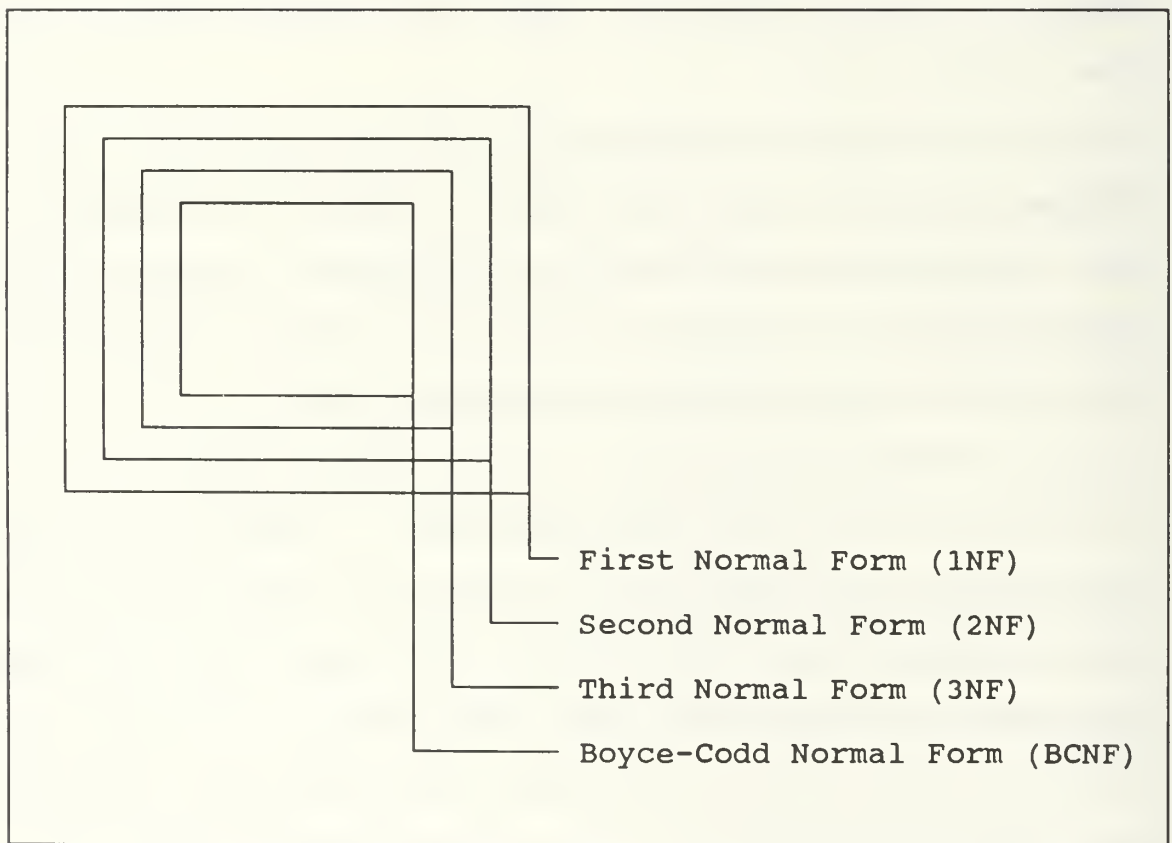 First Normal Form (1NF)
Second Normal Form (2NF)
Third Normal Form (3NF)
Boyce-Codd Normal Form (BCNF)